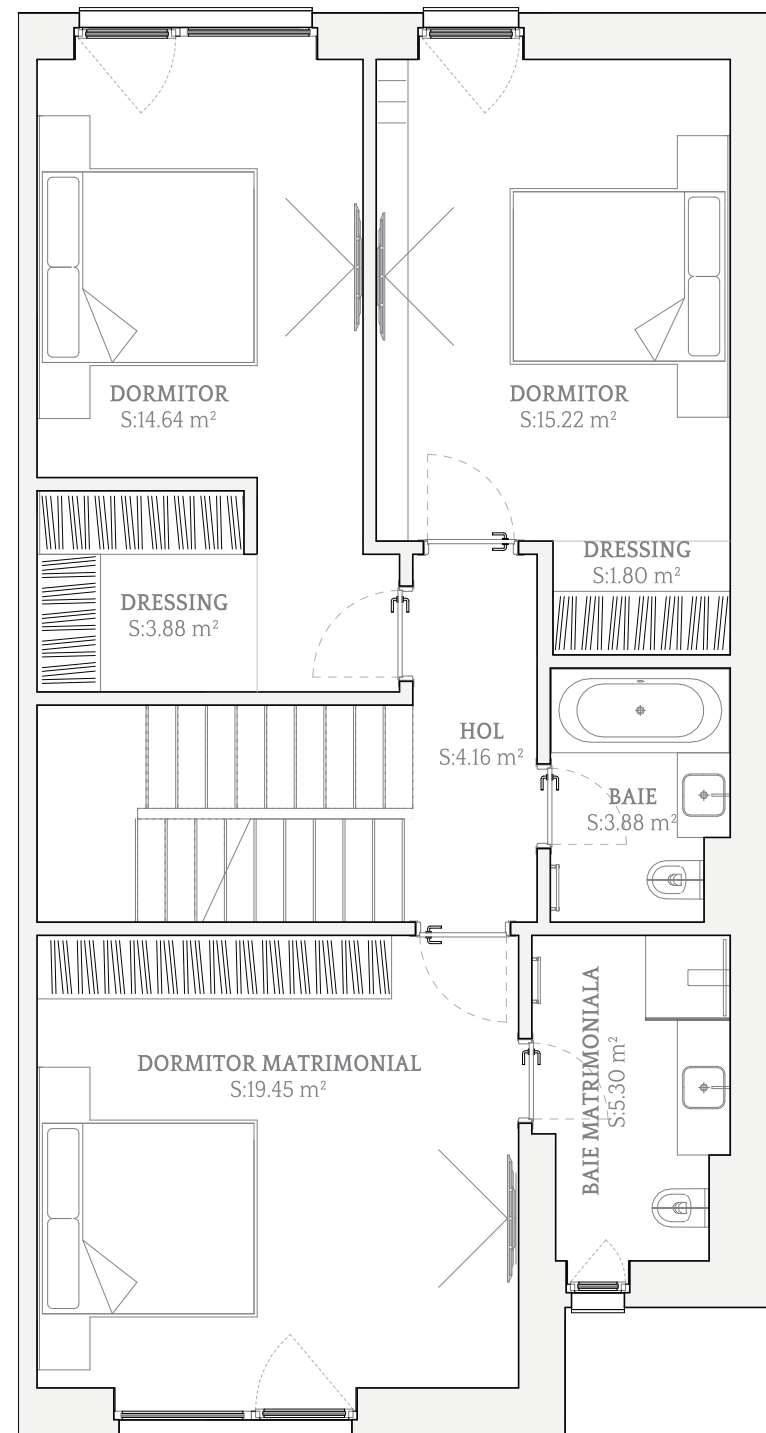 DORMITOR
S:14.64 m²
DORMITOR
S:15.22 m²
DRESSING
S:1.80 m²
DRESSING
S:3.88 m²
HOL
S:4.16 m²
BAIE
S:3.88 m²
DORMITOR MATRIMONIAL
S:19.45 m²
BAIE MATRIMONIALA
S:5.30 m²